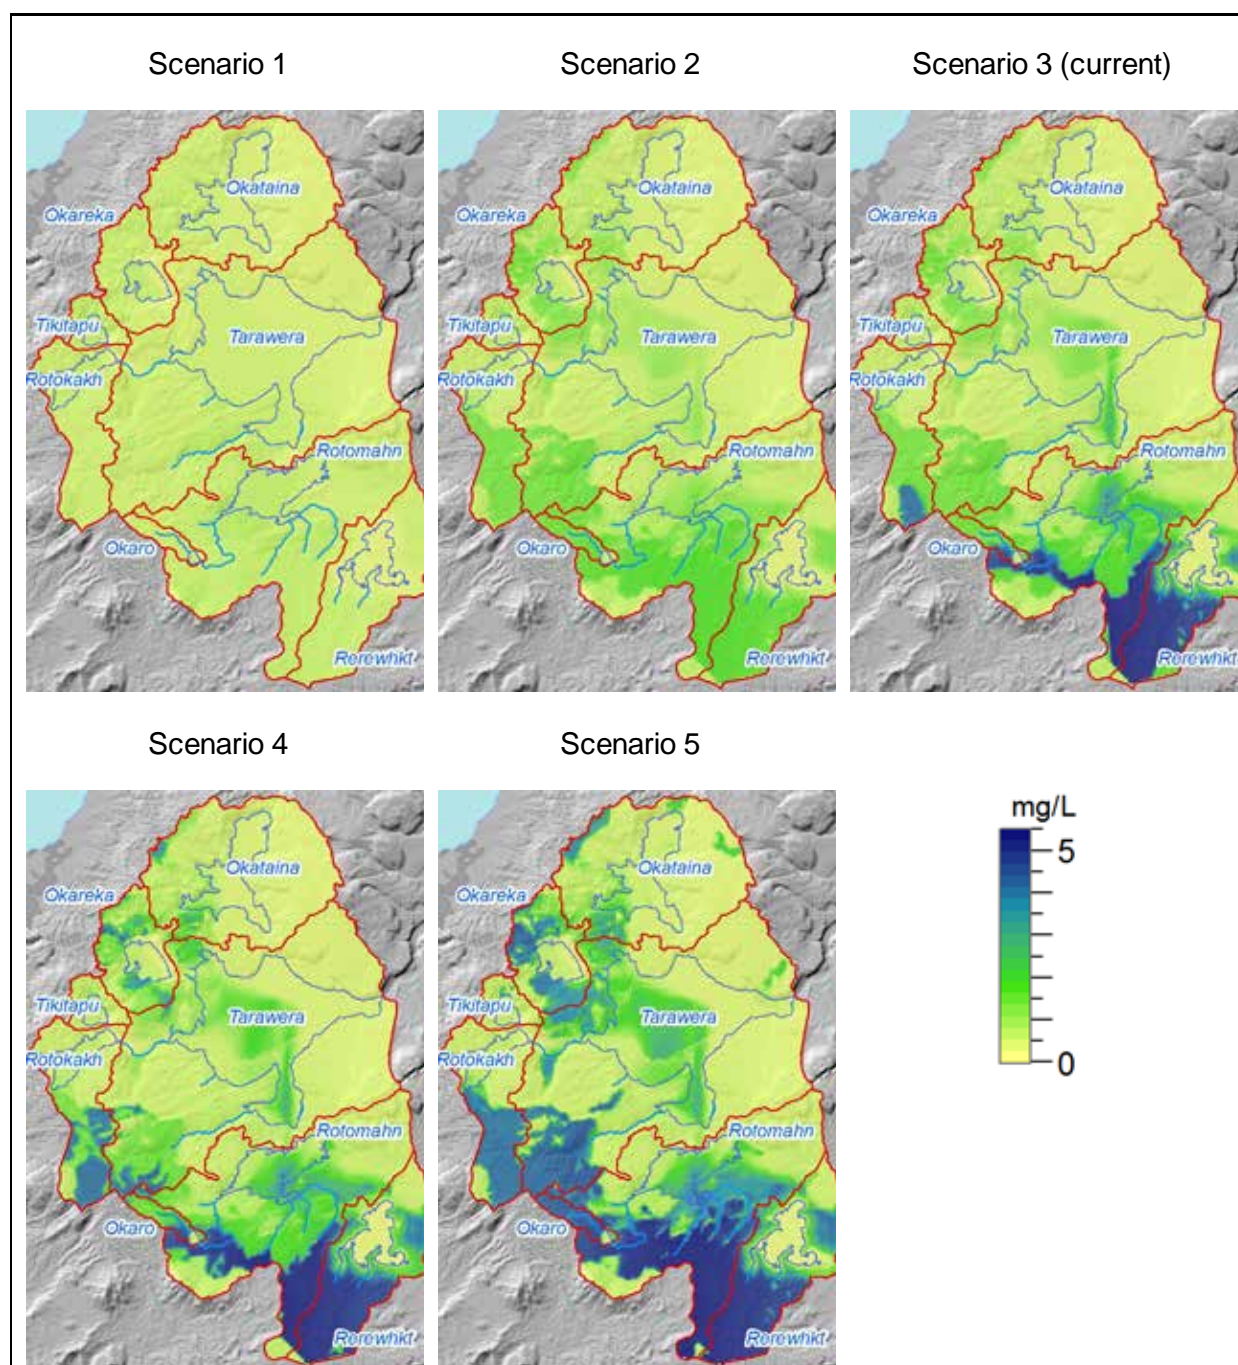 Scenario 1
Scenario 2
Scenario 3 (current)
Okataina
Okareka
Tikitapu
Tarawera
Rotokakh
Rotomahn
Okaro
Rerewhkt
Okataina
Okareka
Tikitapu
Tarawera
Rotokakh
Rotomahn
Okaro
Rerewhkt
Okataina
Okareka
Tikitapu
Tarawera
Rotokakh
Rotomahn
Okaro
Rerewhkt
Scenario 4
Scenario 5
Okataina
Okareka
Tikitapu
Tarawera
Rotokakh
Rotomahn
Okaro
Rerewhkt
Okataina
Okareka
Tikitapu
Tarawera
Rotokakh
Rotomahn
Okaro
Rerewhkt
mg/L
5
0